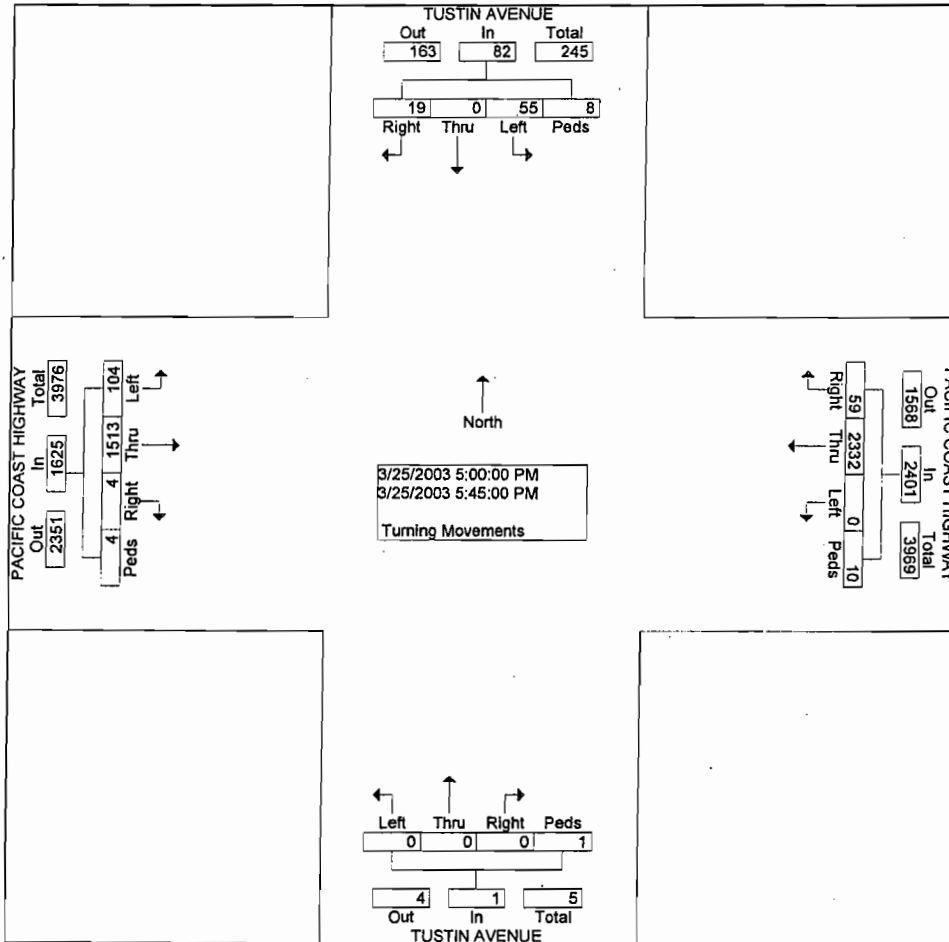 TUSTIN AVENUE
Out In Total
163 82 245
19 0 55 8
Right Thru Left Peds
PACIFIC COAST HIGHWAY
Total In Out
3976 1625 2351
104 1513 4 4
Left Thru Right Peds
North
3/25/2003 5:00:00 PM
3/25/2003 5:45:00 PM
Turning Movements
Right Thru Left Peds
59 2332 0 10
Out In Total
1568 2401 3969
PACIFIC COAST HIGHWAY
Left Thru Right Peds
0 0 0 1
4 1 5
Out In Total
TUSTIN AVENUE